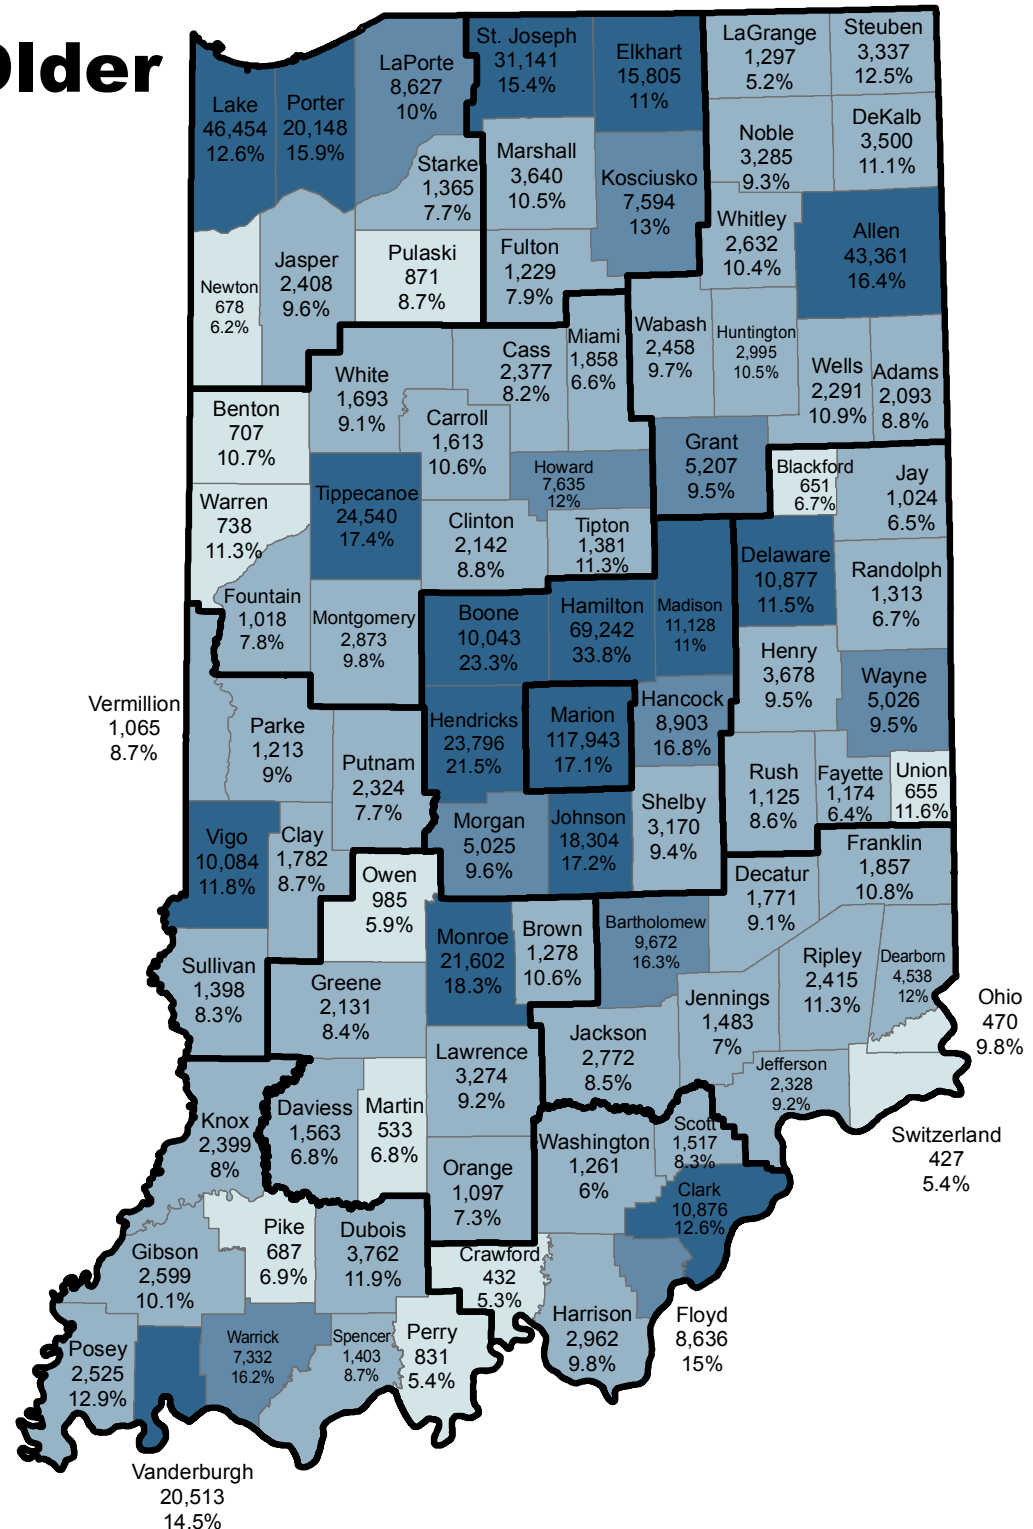 Older
St. Joseph
31,141
15.4%
Elkhart
15,805
11%
LaGrange
1,297
5.2%
Steuben
3,337
12.5%
Lake
46,454
12.6%
Porter
20,148
15.9%
LaPorte
8,627
10%
Starke
1,365
7.7%
Marshall
3,640
10.5%
Kosciusko
7,594
13%
Noble
3,285
9.3%
DeKalb
3,500
11.1%
Whitley
2,632
10.4%
Allen
43,361
16.4%
Newton
678
6.2%
Jasper
2,408
9.6%
Pulaski
871
8.7%
Fulton
1,229
7.9%
White
1,693
9.1%
Cass
2,377
8.2%
Miami
1,858
6.6%
Wabash
2,458
9.7%
Huntington
2,995
10.5%
Wells
2,291
10.9%
Adams
2,093
8.8%
Benton
707
10.7%
Carroll
1,613
10.6%
Howard
7,635
12%
Grant
5,207
9.5%
Blackford
651
6.7%
Jay
1,024
6.5%
Warren
738
11.3%
Tippecanoe
24,540
17.4%
Clinton
2,142
8.8%
Tipton
1,381
11.3%
Delaware
10,877
11.5%
Randolph
1,313
6.7%
Fountain
1,018
7.8%
Montgomery
2,873
9.8%
Boone
10,043
23.3%
Hamilton
69,242
33.8%
Madison
11,128
11%
Henry
3,678
9.5%
Wayne
5,026
9.5%
Vermillion
1,065
8.7%
Parke
1,213
9%
Putnam
2,324
7.7%
Hendricks
23,796
21.5%
Marion
117,943
17.1%
Hancock
8,903
16.8%
Rush
1,125
8.6%
Fayette
1,174
6.4%
Union
655
11.6%
Vigo
10,084
11.8%
Clay
1,782
8.7%
Morgan
5,025
9.6%
Johnson
18,304
17.2%
Shelby
3,170
9.4%
Franklin
1,857
10.8%
Owen
985
5.9%
Decatur
1,771
9.1%
Sullivan
1,398
8.3%
Greene
2,131
8.4%
Monroe
21,602
18.3%
Brown
1,278
10.6%
Bartholomew
9,672
16.3%
Jennings
1,483
7%
Ripley
2,415
11.3%
Dearborn
4,538
12%
Ohio
470
9.8%
Jackson
2,772
8.5%
Jefferson
2,328
9.2%
Switzerland
427
5.4%
Knox
2,399
8%
Daviess
1,563
6.8%
Martin
533
6.8%
Lawrence
3,274
9.2%
Orange
1,097
7.3%
Washington
1,261
6%
Scott
1,517
8.3%
Clark
10,876
12.6%
Gibson
2,599
10.1%
Pike
687
6.9%
Dubois
3,762
11.9%
Crawford
432
5.3%
Harrison
2,962
9.8%
Floyd
8,636
15%
Posey
2,525
12.9%
Warrick
7,332
16.2%
Spencer
1,403
8.7%
Perry
831
5.4%
Vanderburgh
20,513
14.5%